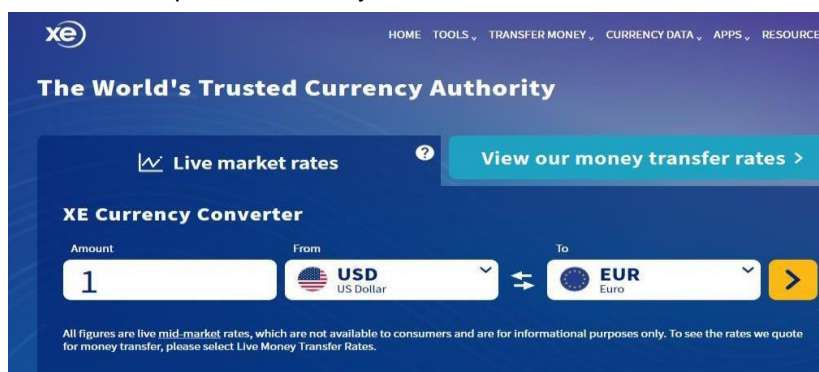 xe
HOME TOOLS TRANSFER MONEY CURRENCY DATA APPS RESOURCE
The World's Trusted Currency Authority
Live market rates ?
View our money transfer rates >
XE Currency Converter
Amount From To
1 USD EUR
US Dollar Euro
All figures are live mid-market rates, which are not available to consumers and are for informational purposes only. To see the rates we quote
for money transfer, please select Live Money Transfer Rates.